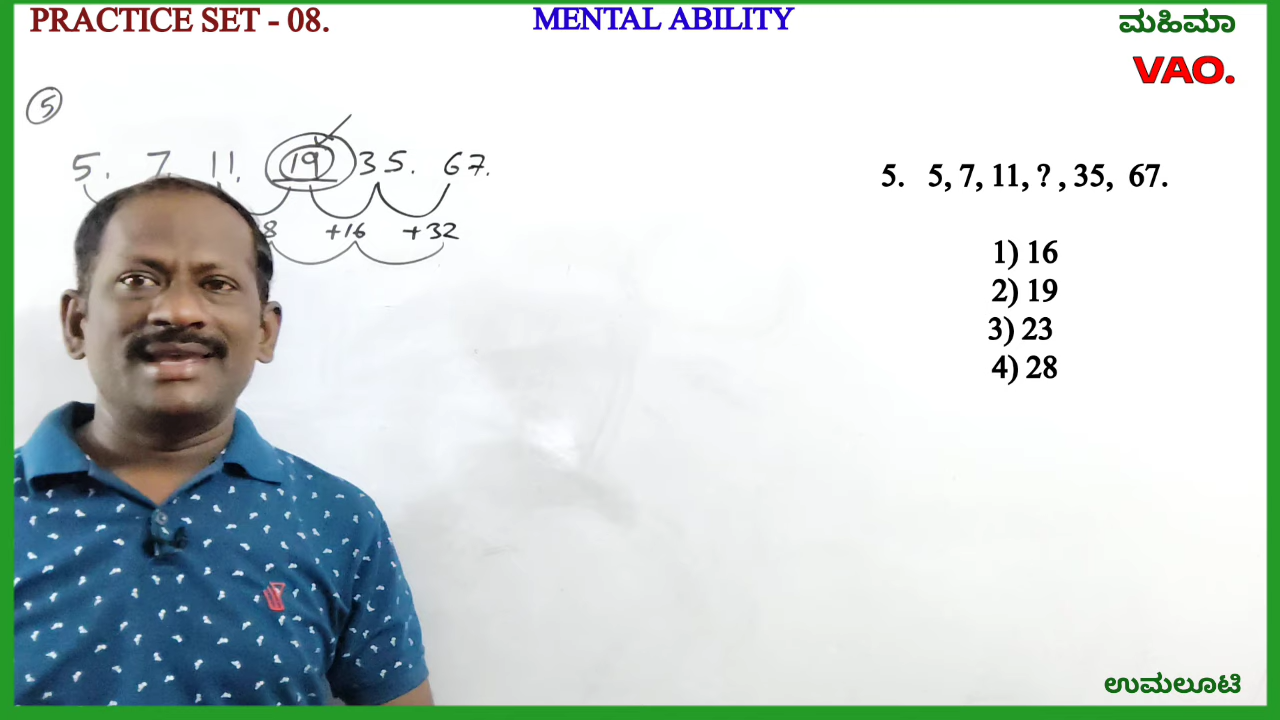 PRACTICE SET - 08.
MENTAL ABILITY
ಮಹಿಮಾ
VAO.
5
5. 7. 11. 19 35. 67.
8 +16 +32
5. 5, 7, 11, ? , 35, 67.
1) 16
2) 19
3) 23
4) 28
ಉಮಲೂಟಿ